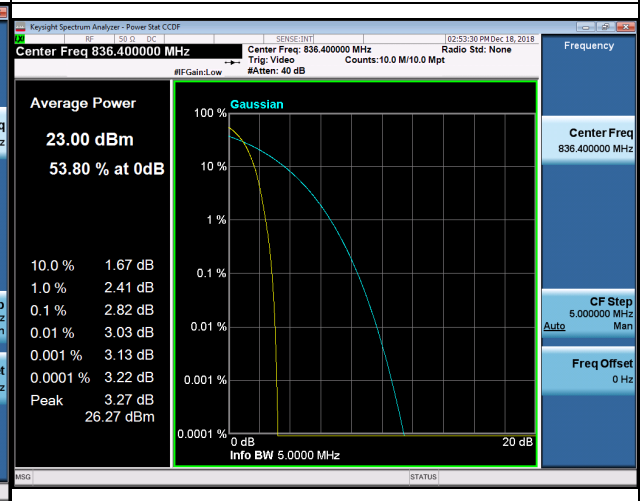 Keysight Spectrum Analyzer - Power Stat CCDF
RF 50 Ω DC SENSE:INT 02:53:30 PM Dec 18, 2018
Center Freq 836.400000 MHz
Center Freq: 836.400000 MHz Radio Std: None
Trig: Video Counts:10.0 M/10.0 Mpt
#IFGain:Low #Atten: 40 dB
Average Power
23.00 dBm
53.80 % at 0dB
10.0 % 1.67 dB
1.0 % 2.41 dB
0.1 % 2.82 dB
0.01 % 3.03 dB
0.001 % 3.13 dB
0.0001 % 3.22 dB
Peak 3.27 dB
26.27 dBm
Gaussian
100 %
10 %
1 %
0.1 %
0.01 %
0.001 %
0.0001 %
0 dB 20 dB
Info BW 5.0000 MHz
Frequency
Center Freq
836.400000 MHz
CF Step
5.000000 MHz
Auto Man
Freq Offset
0 Hz
MSG STATUS